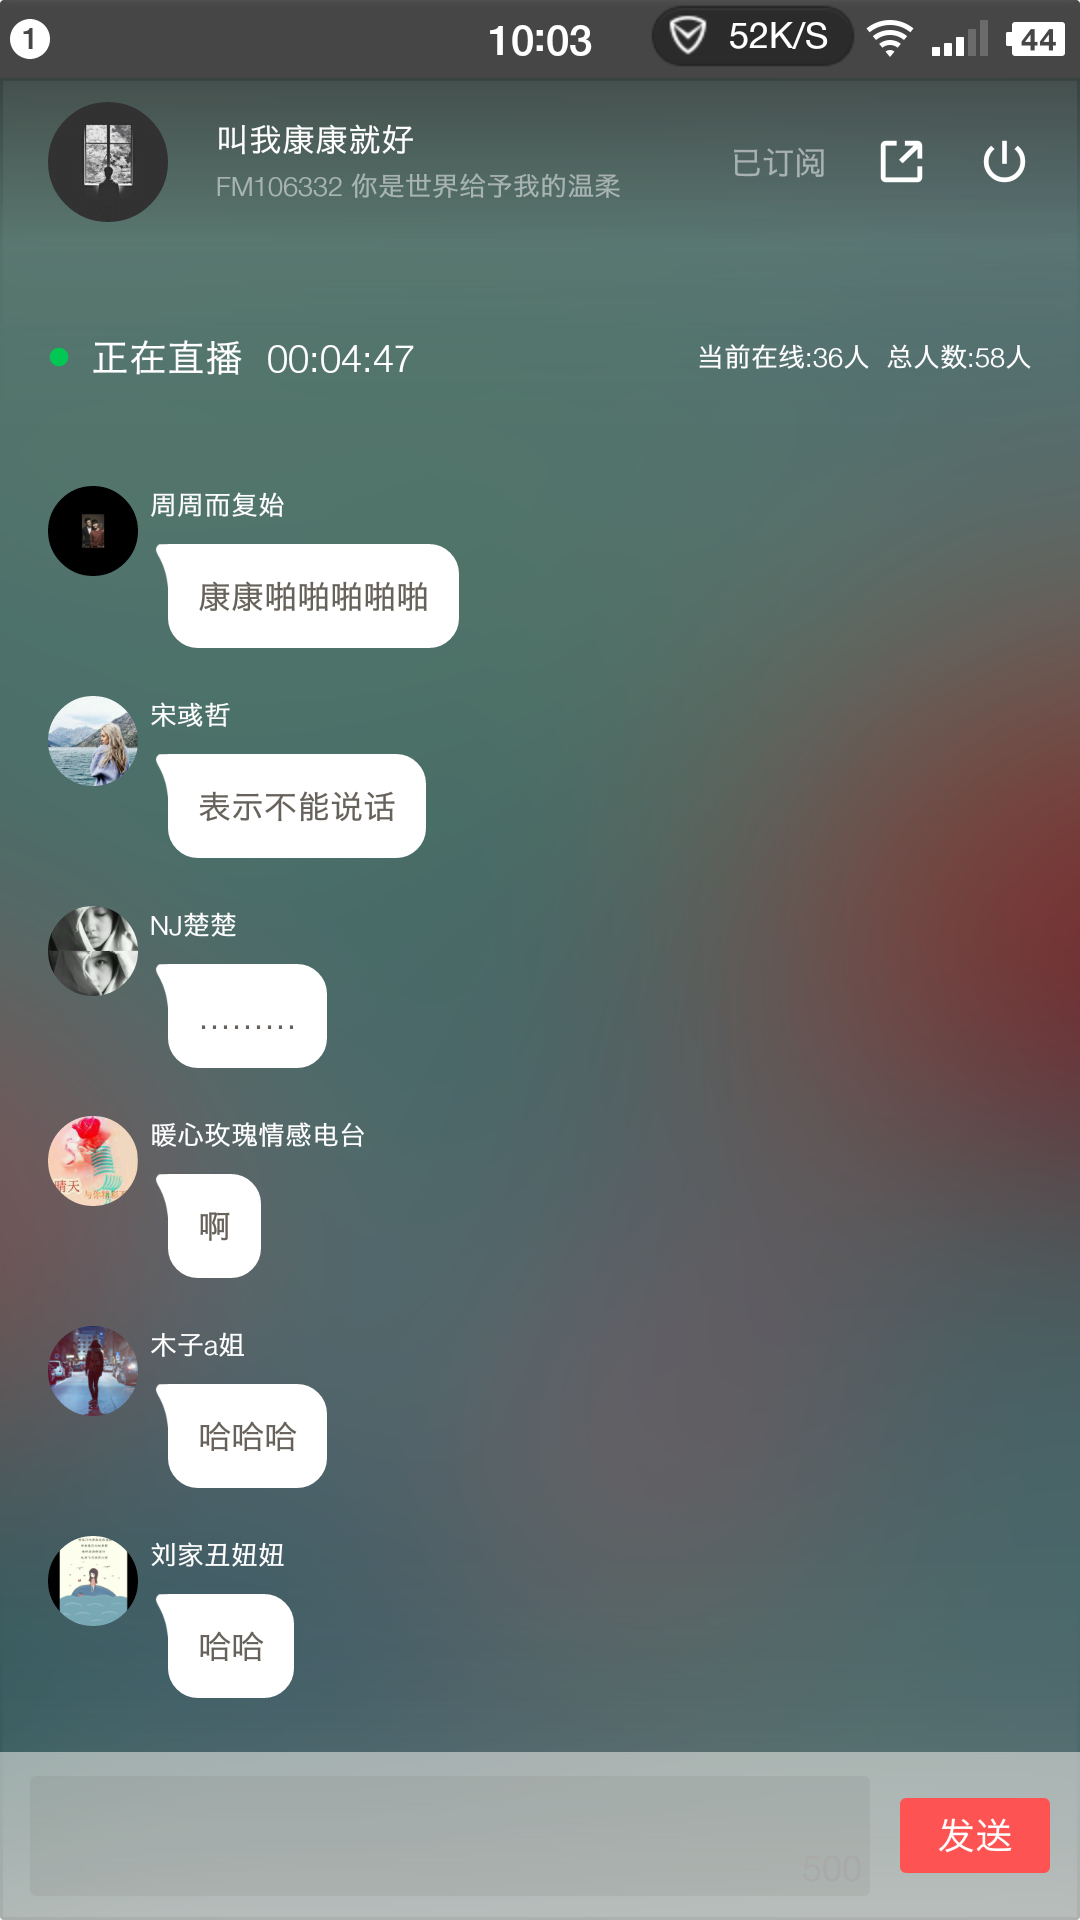 1
10:03
52K/S
44
叫我康康就好
FM106332 你是世界给予我的温柔
已订阅
正在直播 00:04:47
当前在线:36人 总人数:58人
周周而复始
康康啪啪啪啪啪
宋彧哲
表示不能说话
NJ楚楚
………
暖心玫瑰情感电台
晴天
啊
木子a姐
哈哈哈
刘家丑妞妞
哈哈
500
发送